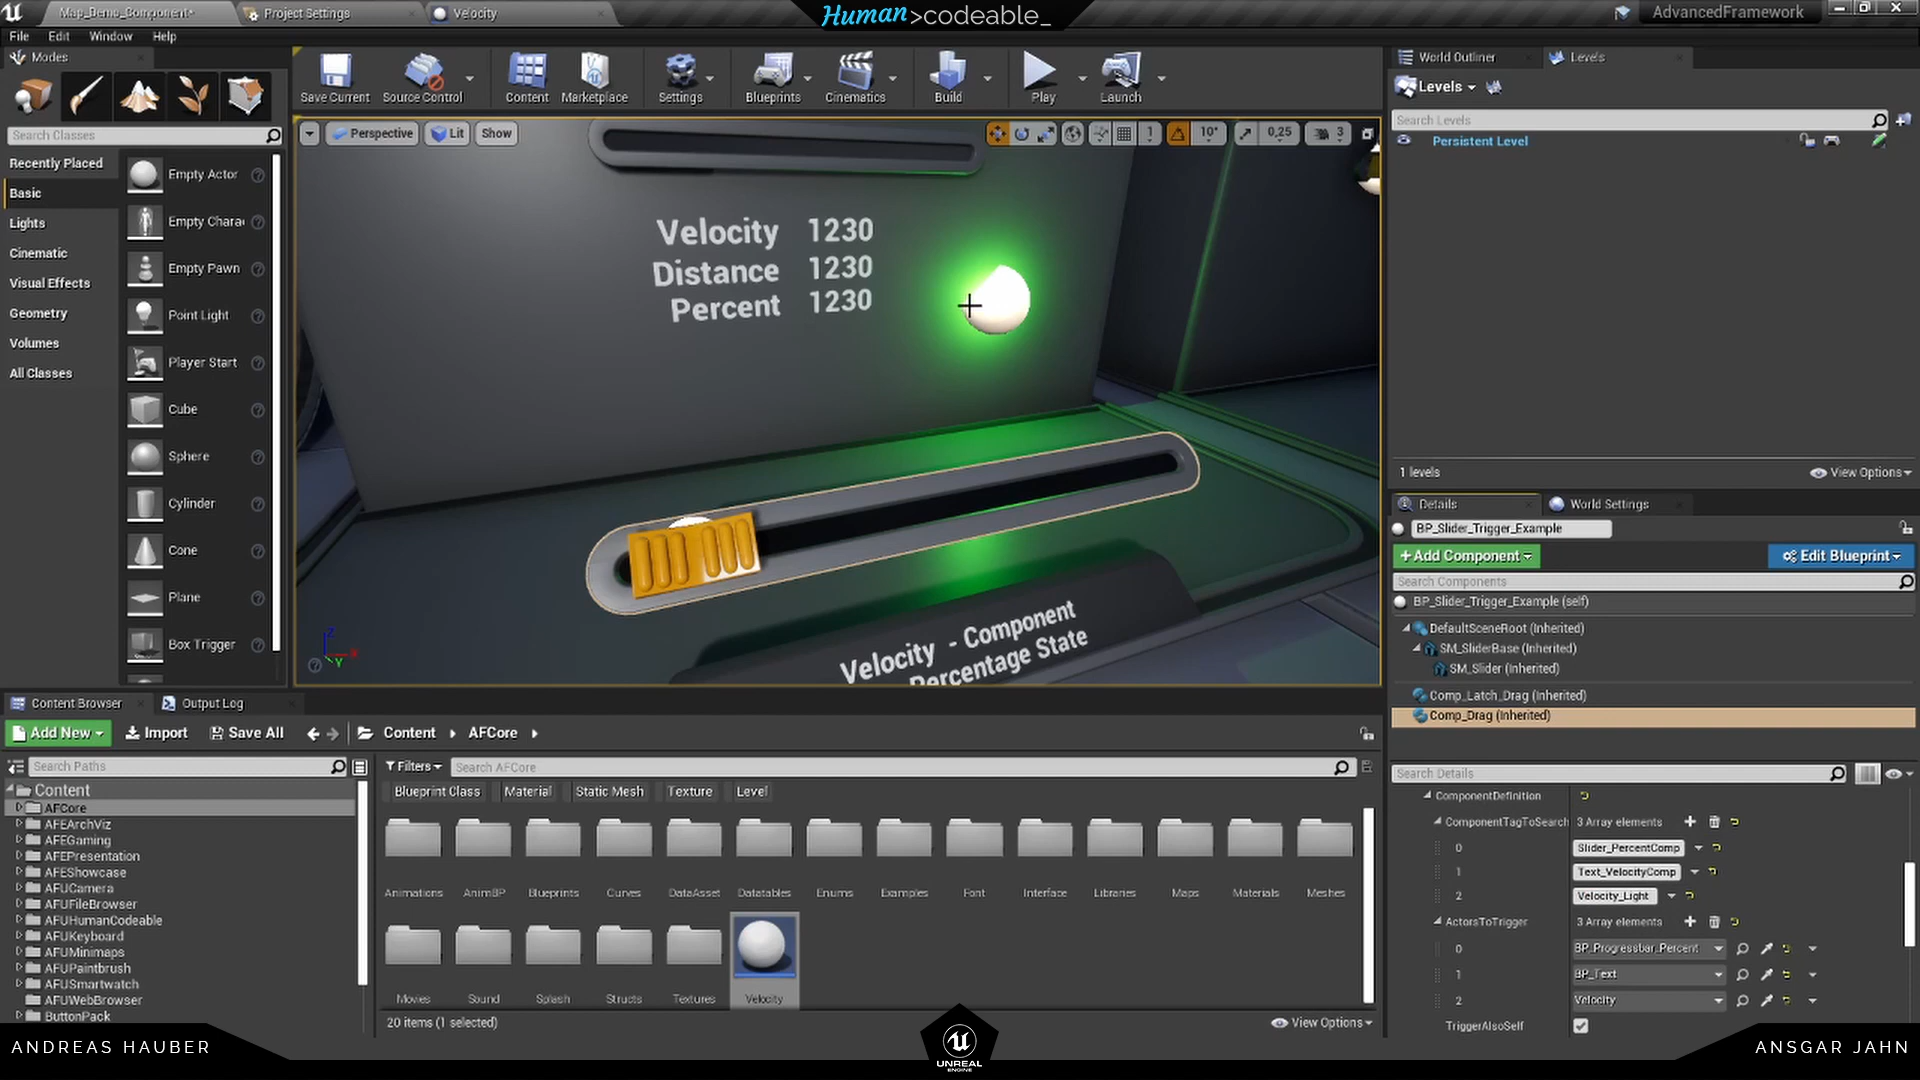 Map_Demo_Component*
Project Settings
Velocity
Human>codeable_
AdvancedFramework
File
Edit
Window
Help
Modes
Search Classes
Recently Placed
Basic
Lights
Cinematic
Visual Effects
Geometry
Volumes
All Classes
Empty Actor
Empty Chara
Empty Pawn
Point Light
Player Start
Cube
Sphere
Cylinder
Cone
Plane
Box Trigger
Save Current
Source Control
Content
Marketplace
Settings
Blueprints
Cinematics
Build
Play
Launch
Perspective
Lit
Show
1
10°
0,25
3
Velocity 1230
Distance 1230
Percent 1230
Velocity - Component
Percentage State
Z
X
Y
World Outliner
Levels
Levels
Search Levels
Persistent Level
1 levels
View Options
Details
World Settings
BP_Slider_Trigger_Example
+Add Component
Edit Blueprint
Search Components
BP_Slider_Trigger_Example (self)
DefaultSceneRoot (Inherited)
SM_SliderBase (Inherited)
SM_Slider (Inherited)
Comp_Latch_Drag (Inherited)
Comp_Drag (Inherited)
Search Details
ComponentDefinition
ComponentTagToSearch
3 Array elements
0
Slider_PercentComp
1
Text_VelocityComp
2
Velocity_Light
ActorsToTrigger
3 Array elements
0
BP_Progressbar_Percent
1
BP_Text
2
Velocity
TriggerAlsoSelf
Content Browser
Output Log
Add New
Import
Save All
Content
AFCore
Search Paths
Filters
Search AFCore
Blueprint Class
Material
Static Mesh
Texture
Level
Content
AFCore
AFEArchViz
AFEGaming
AFEPresentation
AFEShowcase
AFUCamera
AFUFileBrowser
AFUHumanCodeable
AFUKeyboard
AFUMinimaps
AFUPaintbrush
AFUSmartwatch
AFUWebBrowser
ButtonPack
Animations
AnimBP
Blueprints
Curves
DataAsset
Datatables
Enums
Examples
Font
Interface
Libraries
Maps
Materials
Meshes
Movies
Sound
Splash
Structs
Textures
Velocity
20 items (1 selected)
View Options
ANDREAS HAUBER
UNREAL
ENGINE
ANSGAR JAHN